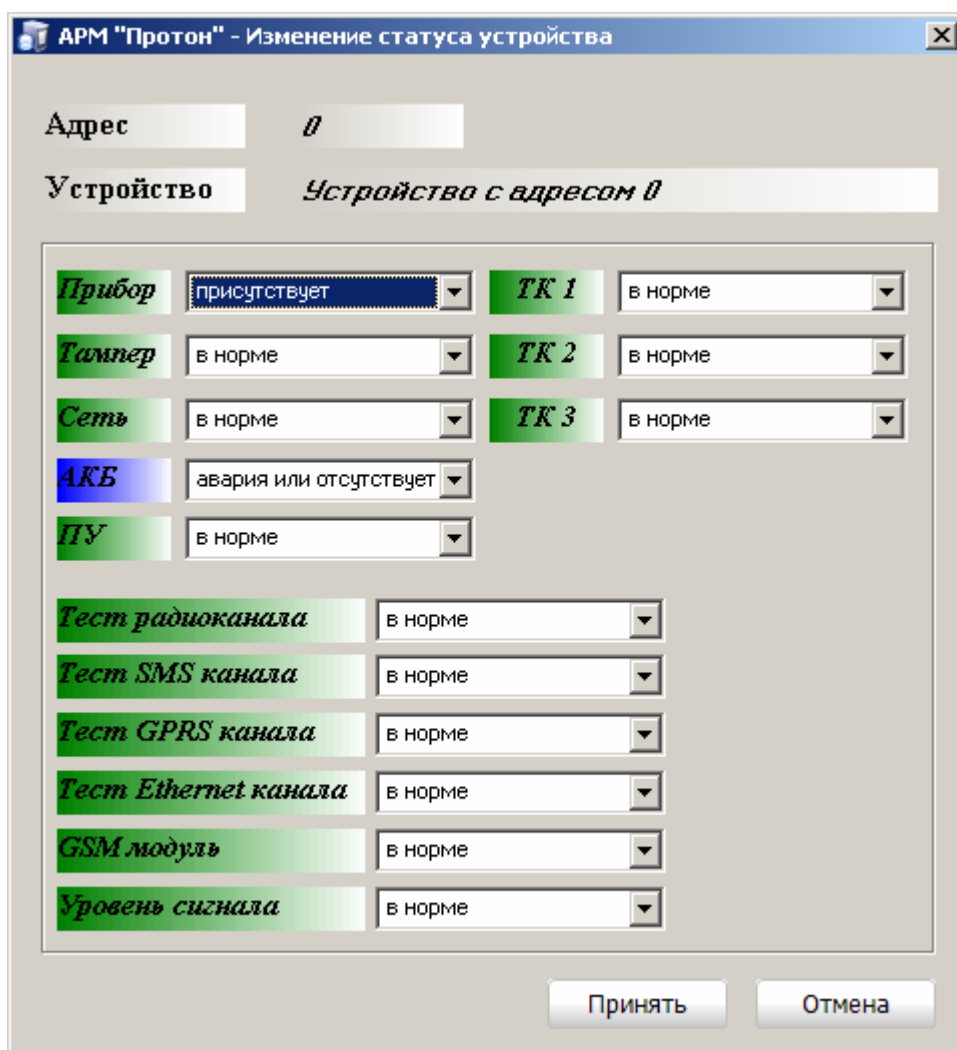 АРМ "Протон" - Изменение статуса устройства
Адрес 0
Устройство Устройство с адресом 0
Прибор присутствует ТК 1 в норме
Тампер в норме ТК 2 в норме
Сеть в норме ТК 3 в норме
АКБ авария или отсутствует
ПУ в норме
Тест радиоканала в норме
Тест SMS канала в норме
Тест GPRS канала в норме
Тест Ethernet канала в норме
GSM модуль в норме
Уровень сигнала в норме
Принять Отмена